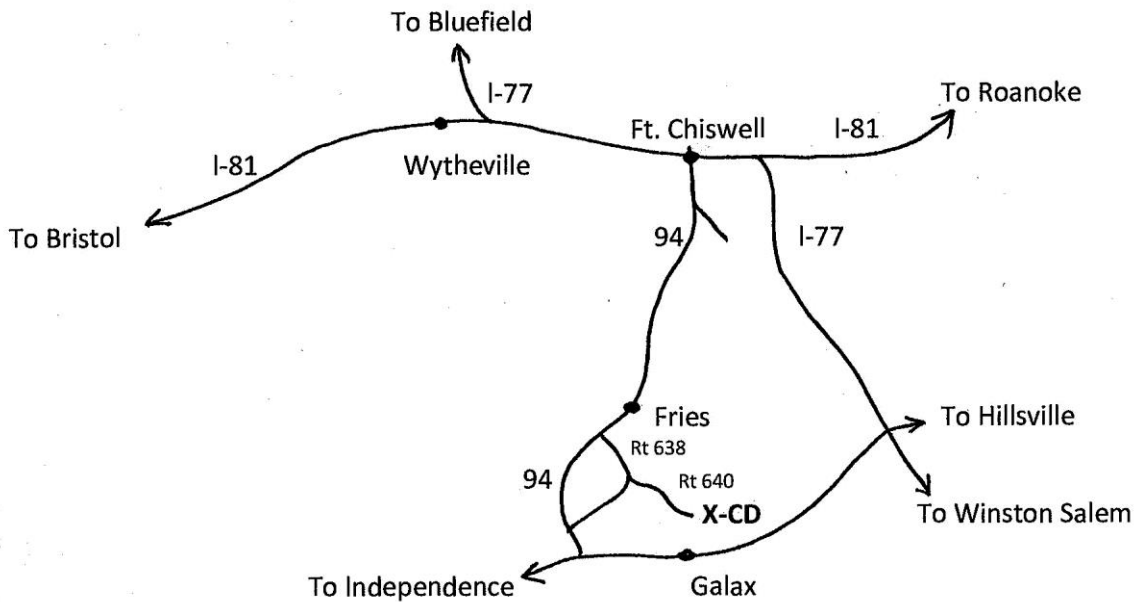 To Bluefield
I-77
To Roanoke
Ft. Chiswell
I-81
Wytheville
I-81
To Bristol
94
I-77
Fries
To Hillsville
Rt 638
94
Rt 640
X-CD
To Winston Salem
To Independence
Galax